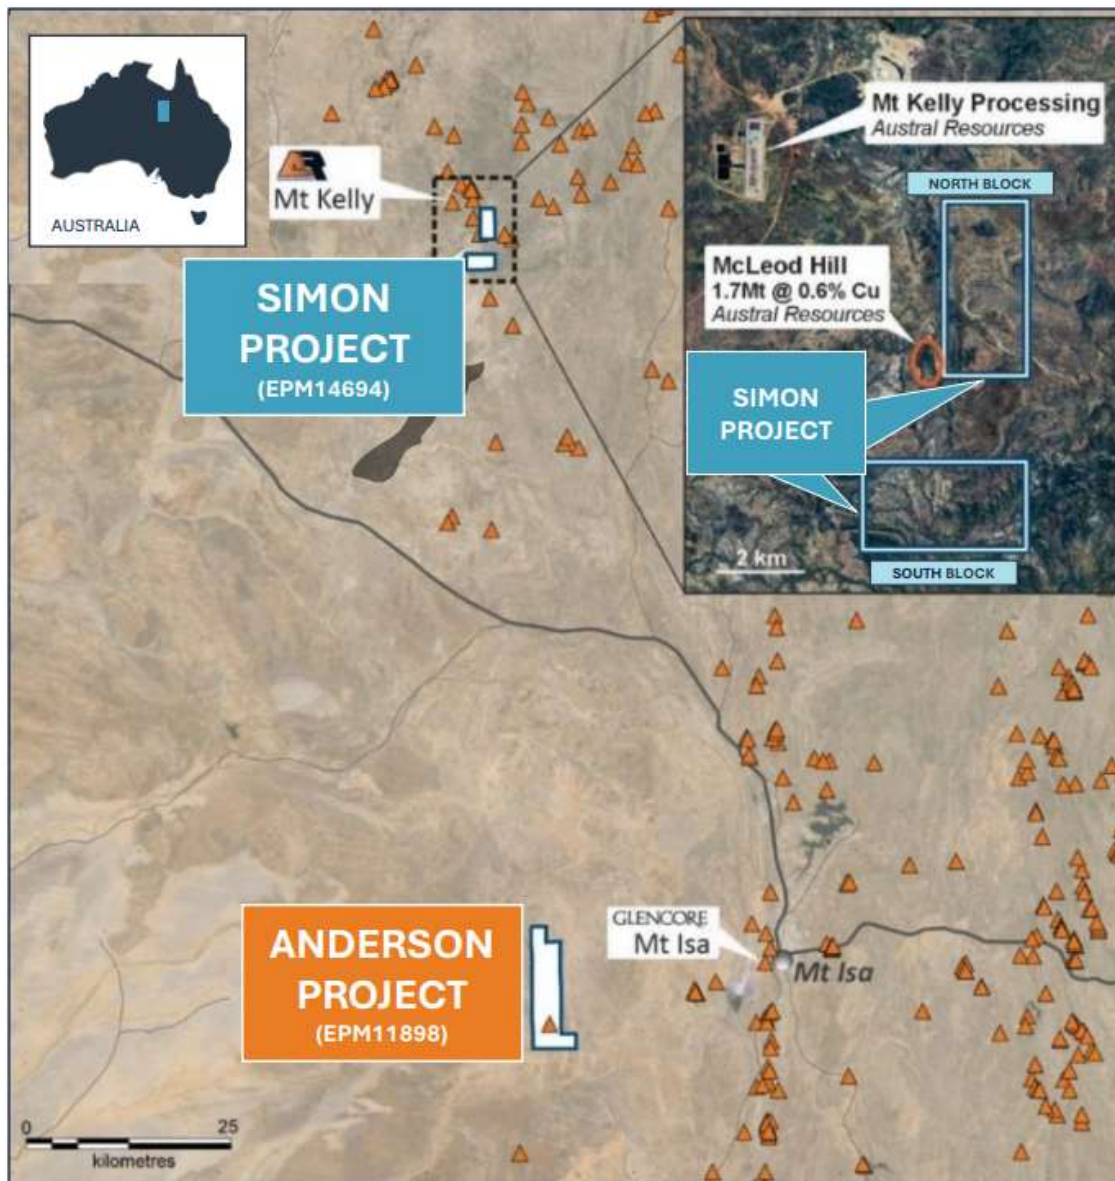 AUSTRALIA
Mt Kelly
SIMON
PROJECT
(EPM14694)
Mt Kelly Processing
Austral Resources
NORTH BLOCK
McLeod Hill
1.7Mt @ 0.6% Cu
Austral Resources
SIMON
PROJECT
2 km
SOUTH BLOCK
GLENCORE
Mt Isa
Mt Isa
ANDERSON
PROJECT
(EPM11898)
0 25
kilometres